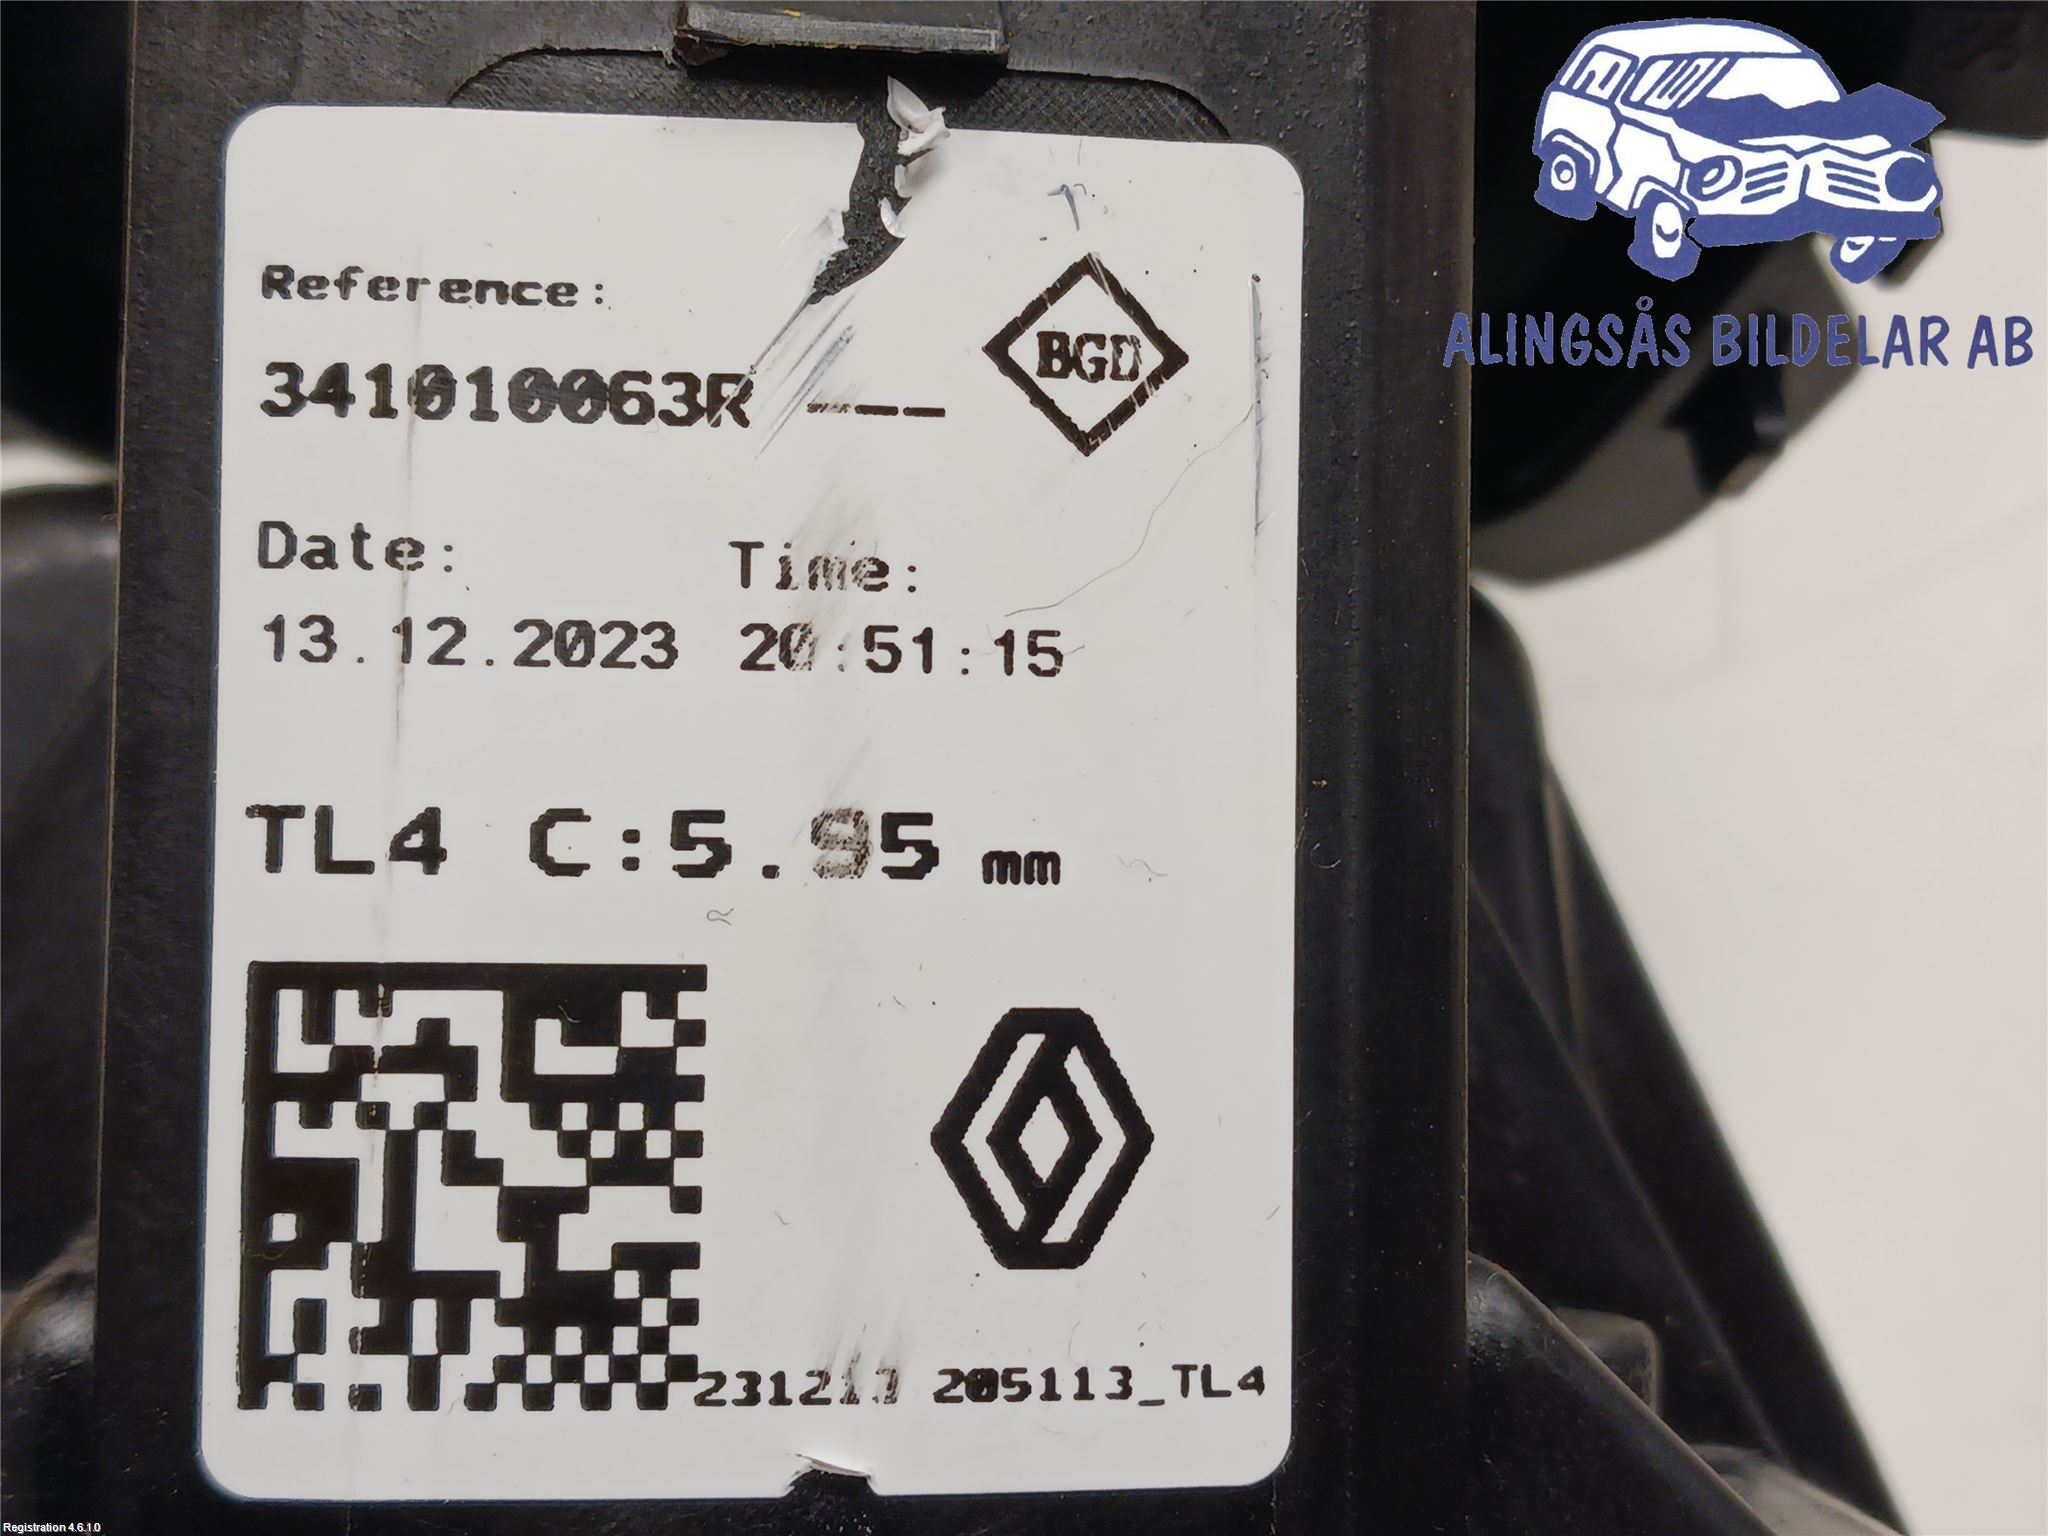 Reference:
341010063R ---
BGD
Date: Time:
13.12.2023 20:51:15
TL4 C:5.95 mm
231213 205113_TL4
ALINGSÅS BILDELAR AB
Registration 4.6.1.0